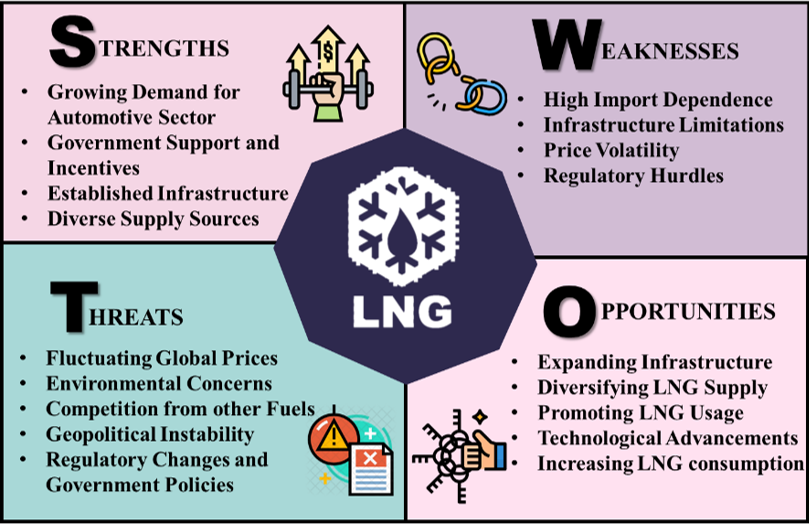 STRENGTHS
• Growing Demand for
Automotive Sector
• Government Support and
Incentives
• Established Infrastructure
• Diverse Supply Sources
WEAKNESSES
• High Import Dependence
• Infrastructure Limitations
• Price Volatility
• Regulatory Hurdles
$
LNG
THREATS
• Fluctuating Global Prices
• Environmental Concerns
• Competition from other Fuels
• Geopolitical Instability
• Regulatory Changes and
Government Policies
OPPORTUNITIES
• Expanding Infrastructure
• Diversifying LNG Supply
• Promoting LNG Usage
• Technological Advancements
• Increasing LNG consumption